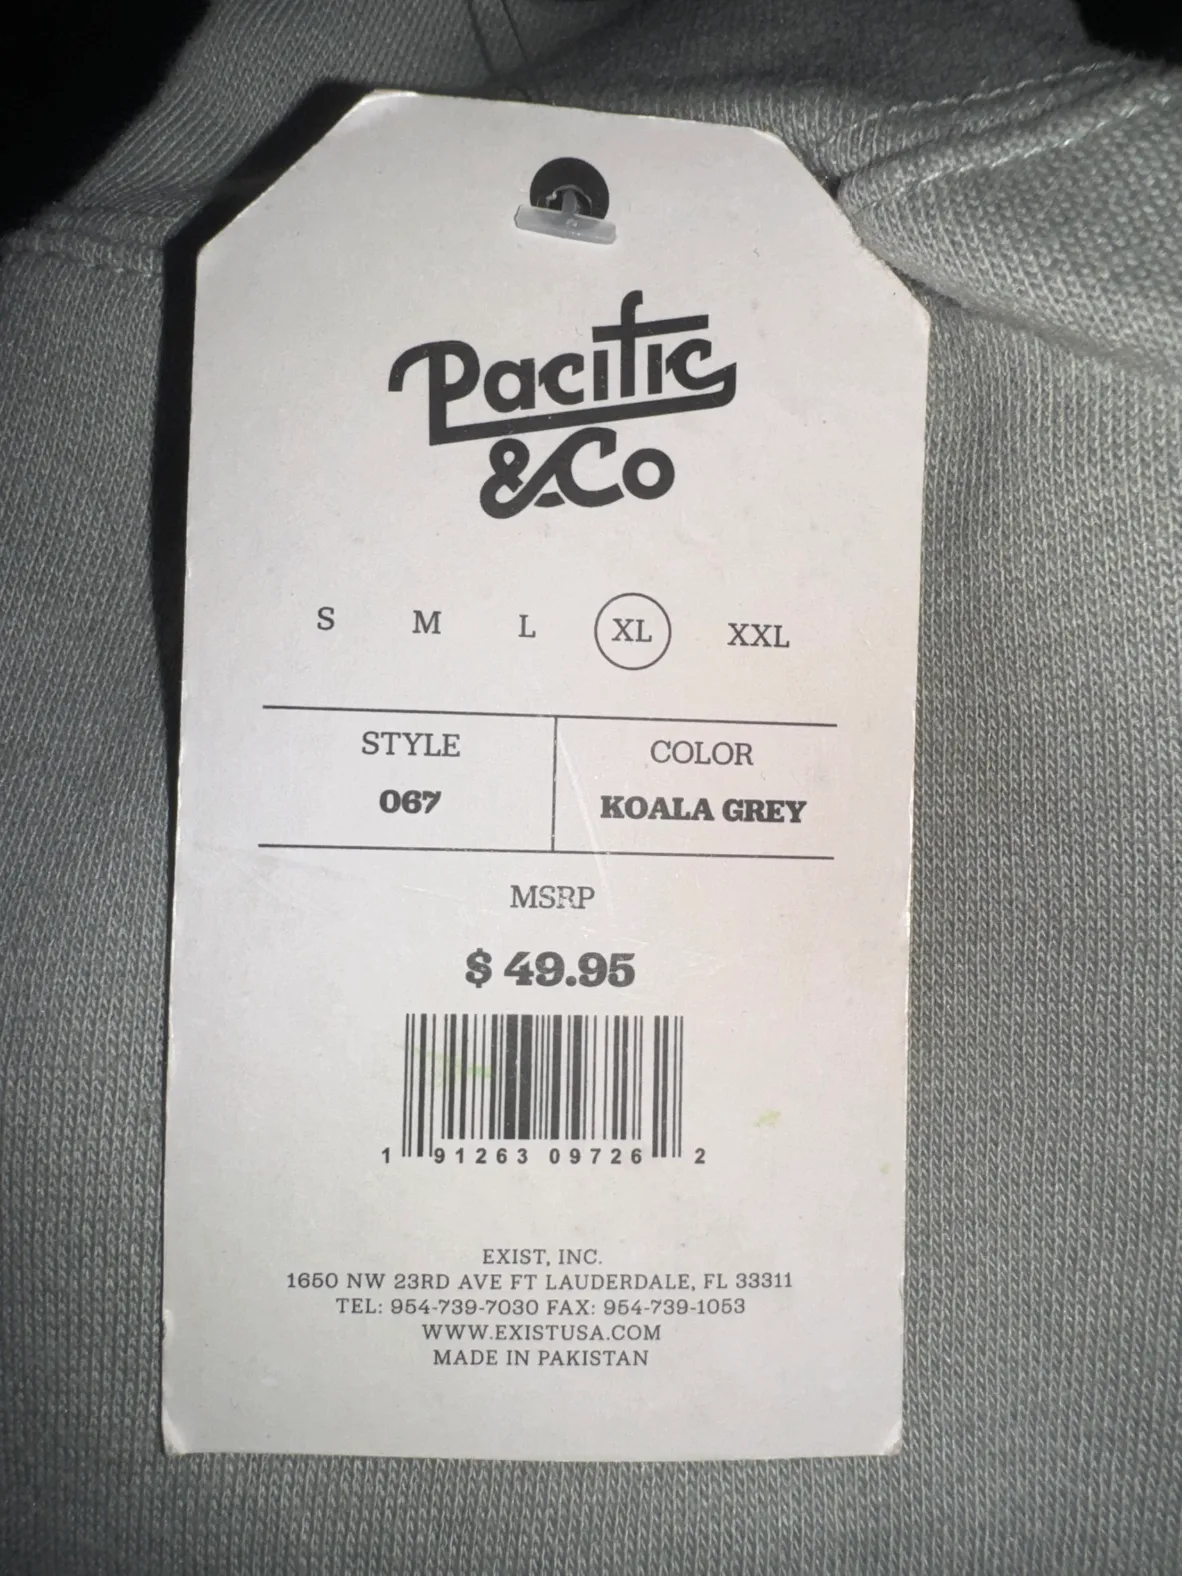 Pacific
&Co
S M L XL XXL
STYLE COLOR
067 KOALA GREY
MSRP
$ 49.95
1 91263 09726 2
EXIST, INC.
1650 NW 23RD AVE FT LAUDERDALE, FL 33311
TEL: 954-739-7030 FAX: 954-739-1053
WWW.EXISTUSA.COM
MADE IN PAKISTAN